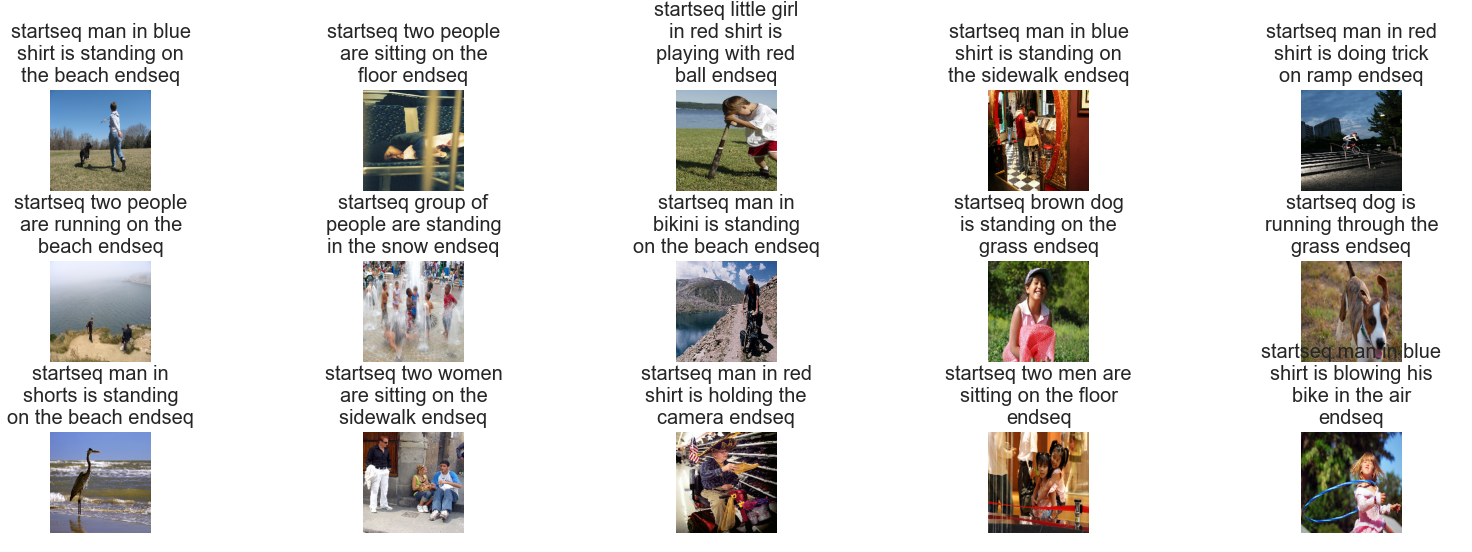 startseq man in blue
shirt is standing on
the beach endseq
startseq two people
are sitting on the
floor endseq
startseq little girl
in red shirt is
playing with red
ball endseq
startseq man in blue
shirt is standing on
the sidewalk endseq
startseq man in red
shirt is doing trick
on ramp endseq
startseq two people
are running on the
beach endseq
startseq group of
people are standing
in the snow endseq
startseq man in
bikini is standing
on the beach endseq
startseq brown dog
is standing on the
grass endseq
startseq dog is
running through the
grass endseq
startseq man in
shorts is standing
on the beach endseq
startseq two women
are sitting on the
sidewalk endseq
startseq man in red
shirt is holding the
camera endseq
startseq two men are
sitting on the floor
endseq
startseq man in blue
shirt is blowing his
bike in the air
endseq